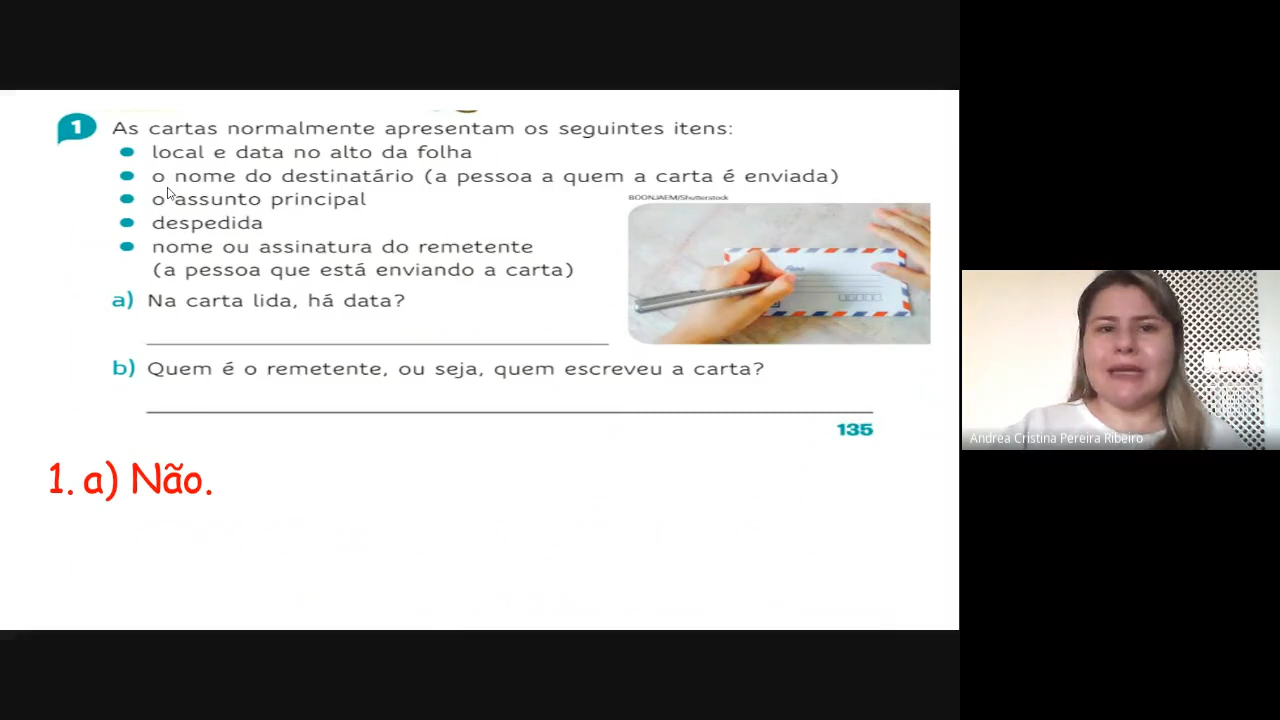 1 As cartas normalmente apresentam os seguintes itens:
local e data no alto da folha
o nome do destinatário (a pessoa a quem a carta é enviada)
o assunto principal
despedida
nome ou assinatura do remetente
(a pessoa que está enviando a carta)
BOONJAEM/Shutterstock
a) Na carta lida, há data?
b) Quem é o remetente, ou seja, quem escreveu a carta?
135
1. a) Não.
Andrea Cristina Pereira Ribeiro